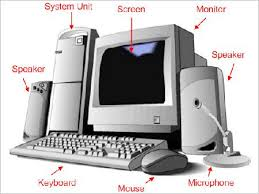 System Unit
Screen
Monitor
Speaker
Speaker
Keyboard
Mouse
Microphone